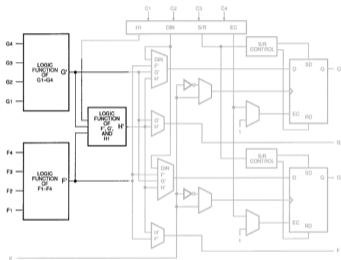 C1 C2 C3 C4
H1 DIN S/R EC
G4
G3
G2
G1
LOGIC
FUNCTION
OF
G1-G4
G'
LOGIC
FUNCTION
OF
F', G',
AND
H1
H'
F4
F3
F2
F1
LOGIC
FUNCTION
OF
F1-F4
F'
DIN
F'
G'
H'
S/R
CONTROL
SD
D Q
EC
RD
1
G'
H'
G
DIN
F'
G'
H'
S/R
CONTROL
SD
D Q
EC
RD
1
H'
F'
F
K